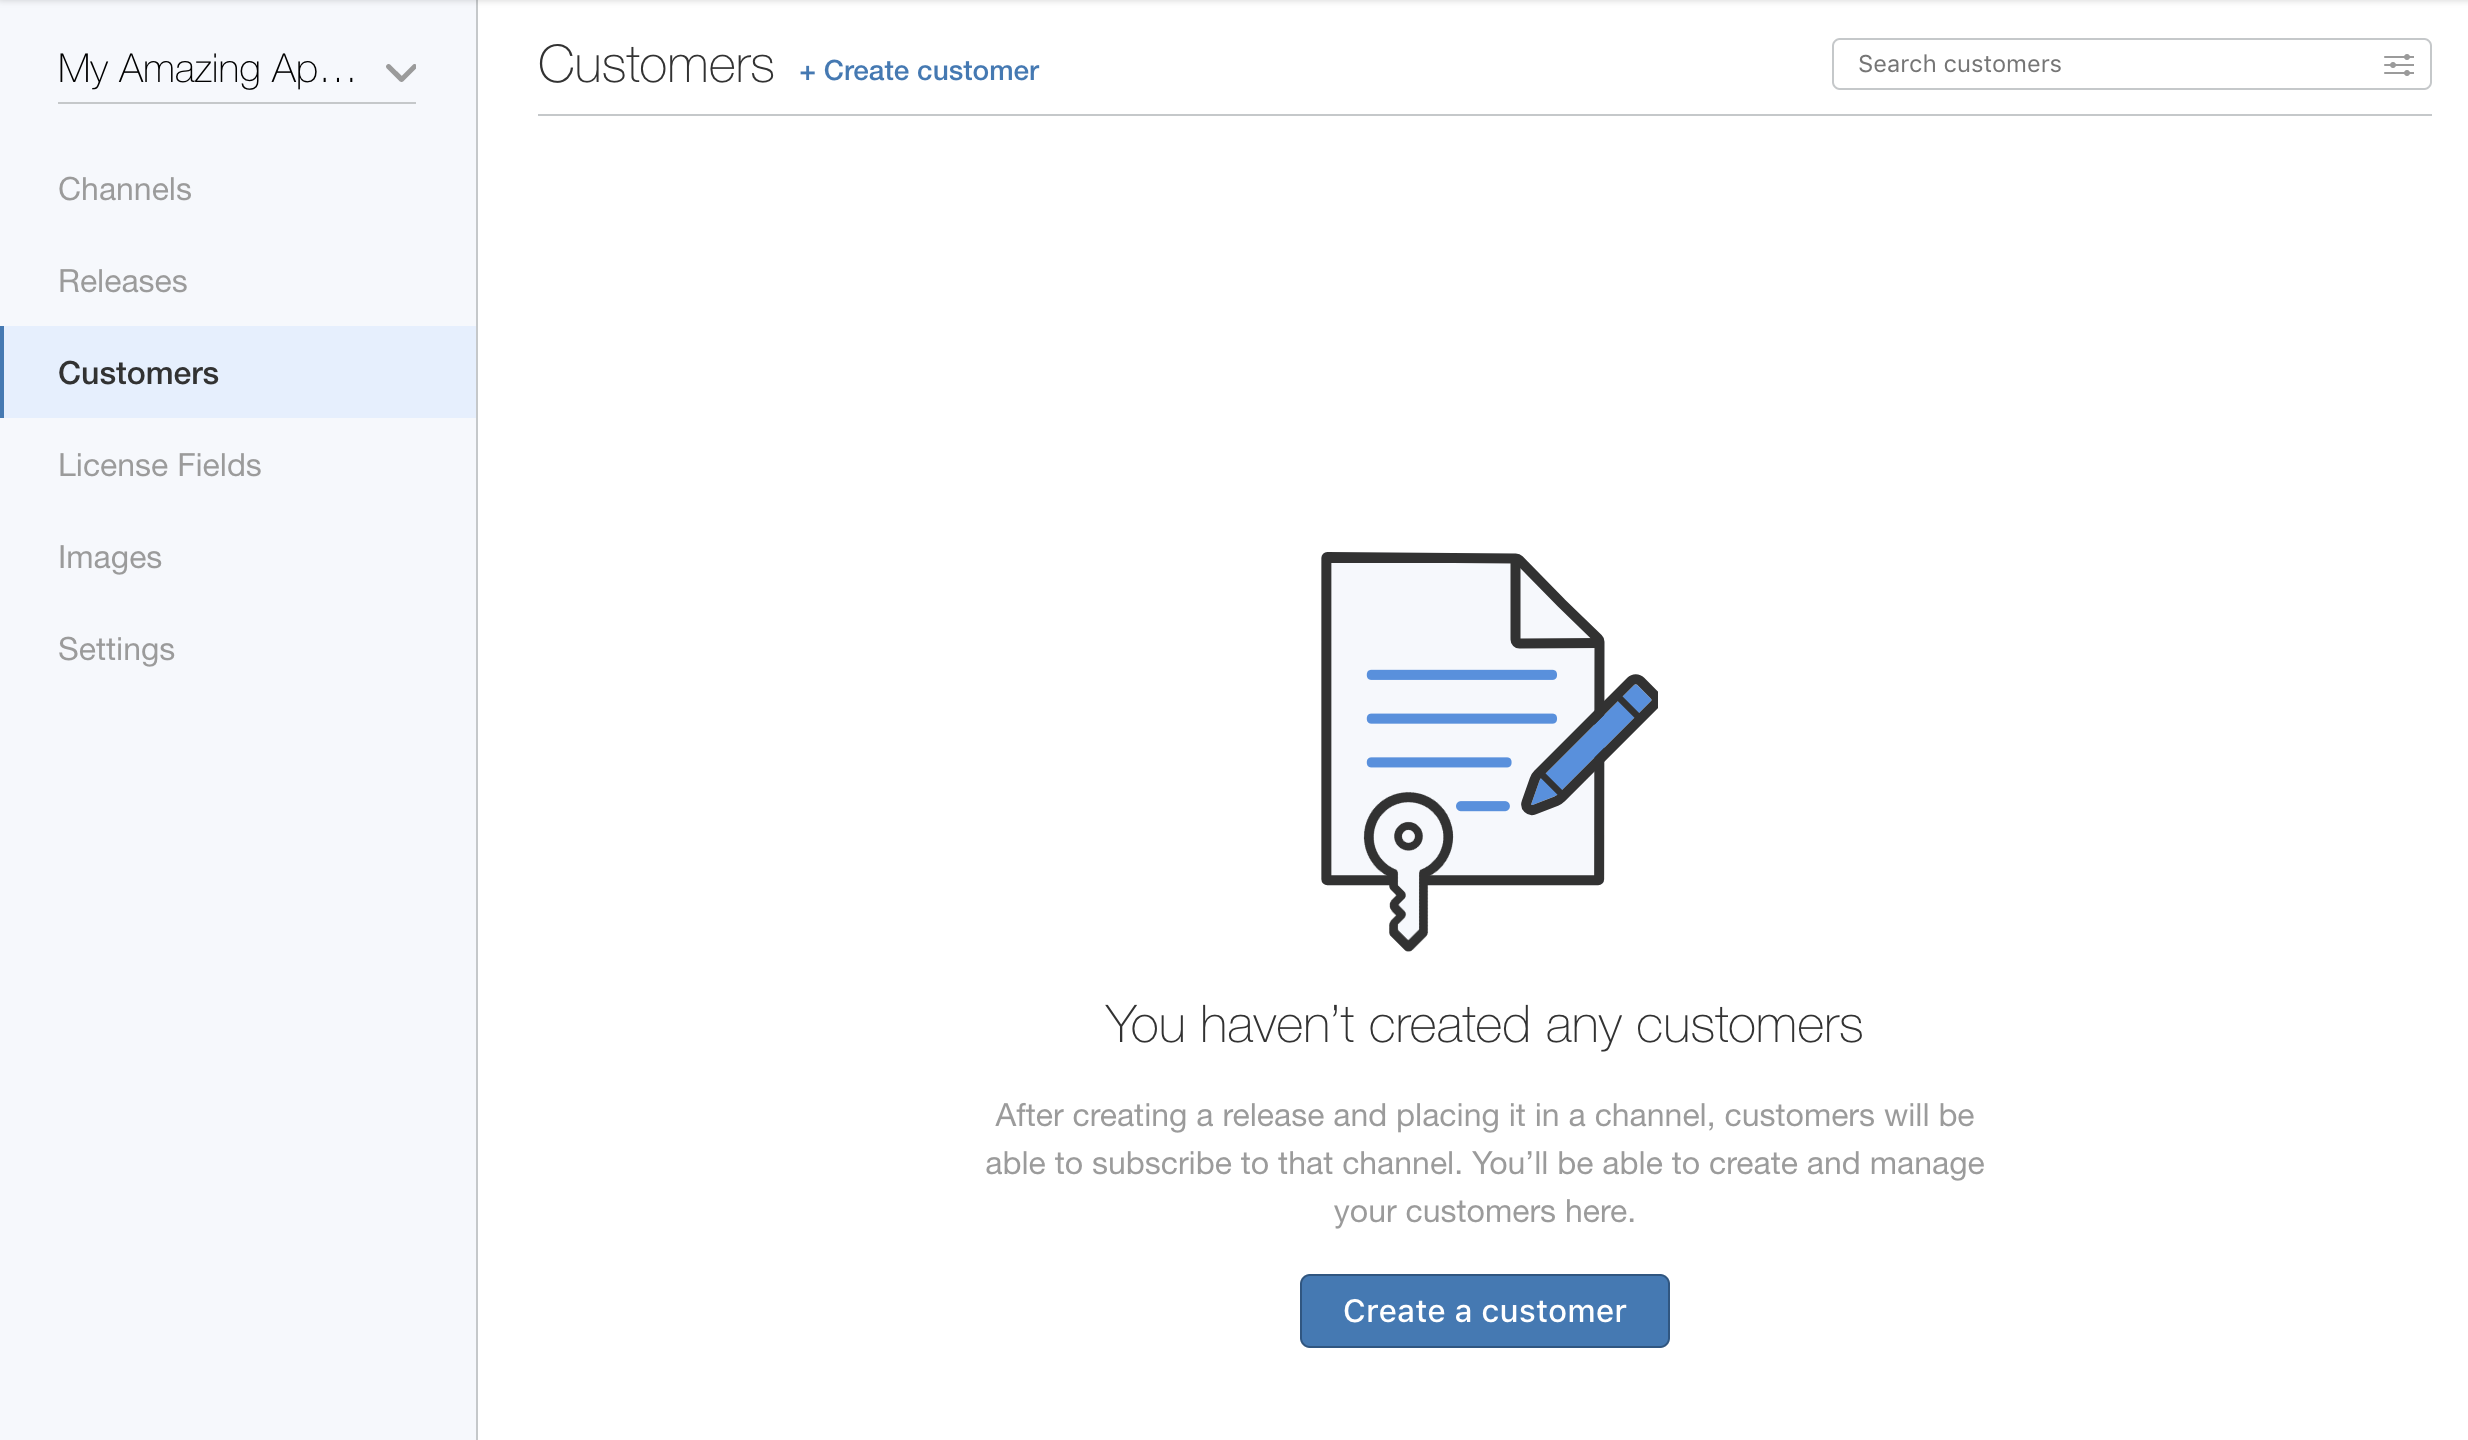 My Amazing Ap...
Channels
Releases
Customers
License Fields
Images
Settings
Customers
+ Create customer
Search customers
You haven’t created any customers
After creating a release and placing it in a channel, customers will be
able to subscribe to that channel. You’ll be able to create and manage
your customers here.
Create a customer